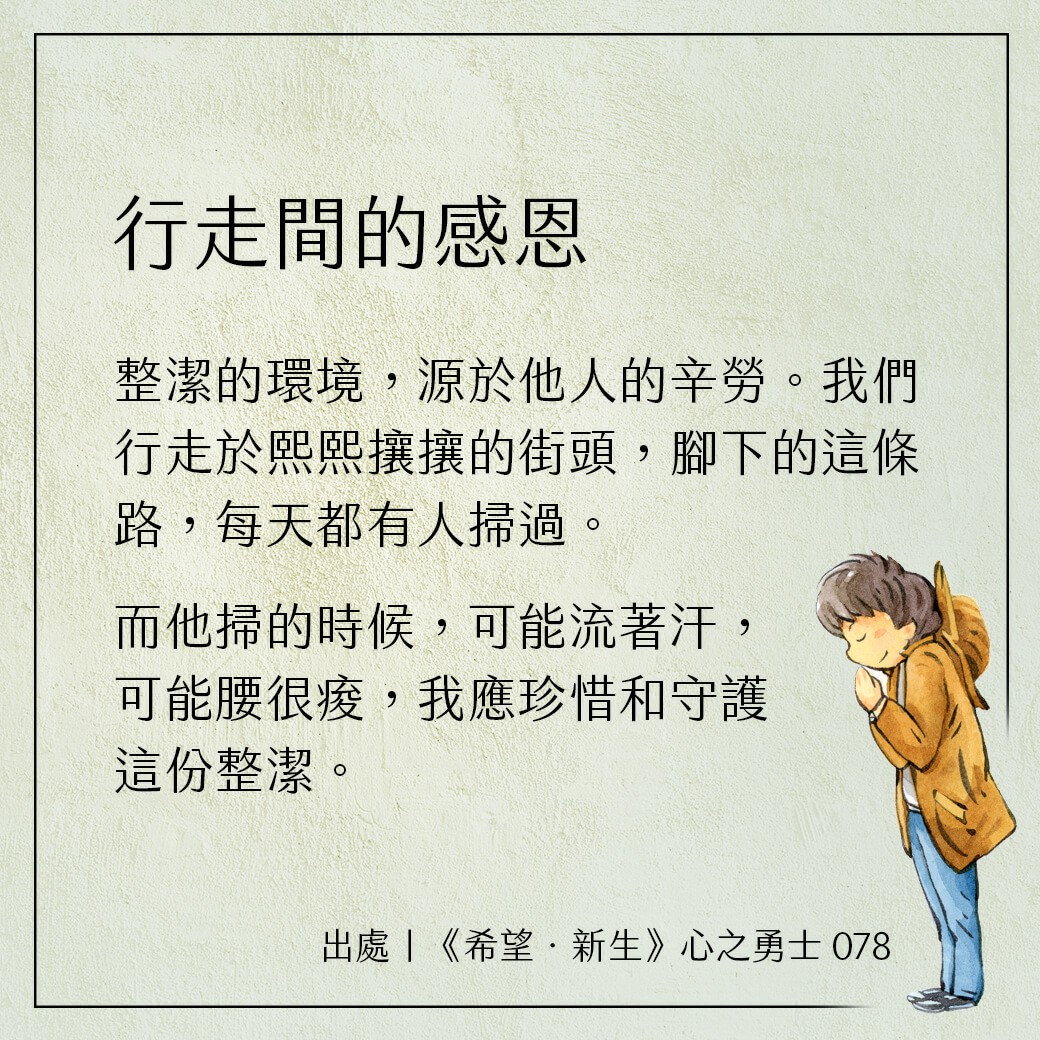 行走間的感恩
整潔的環境，源於他人的辛勞。我們
行走於熙熙攘攘的街頭，腳下的這條
路，每天都有人掃過。
而他掃的時候，可能流著汗，
可能腰很痠，我應珍惜和守護
這份整潔。
出處｜《希望．新生》心之勇士 078